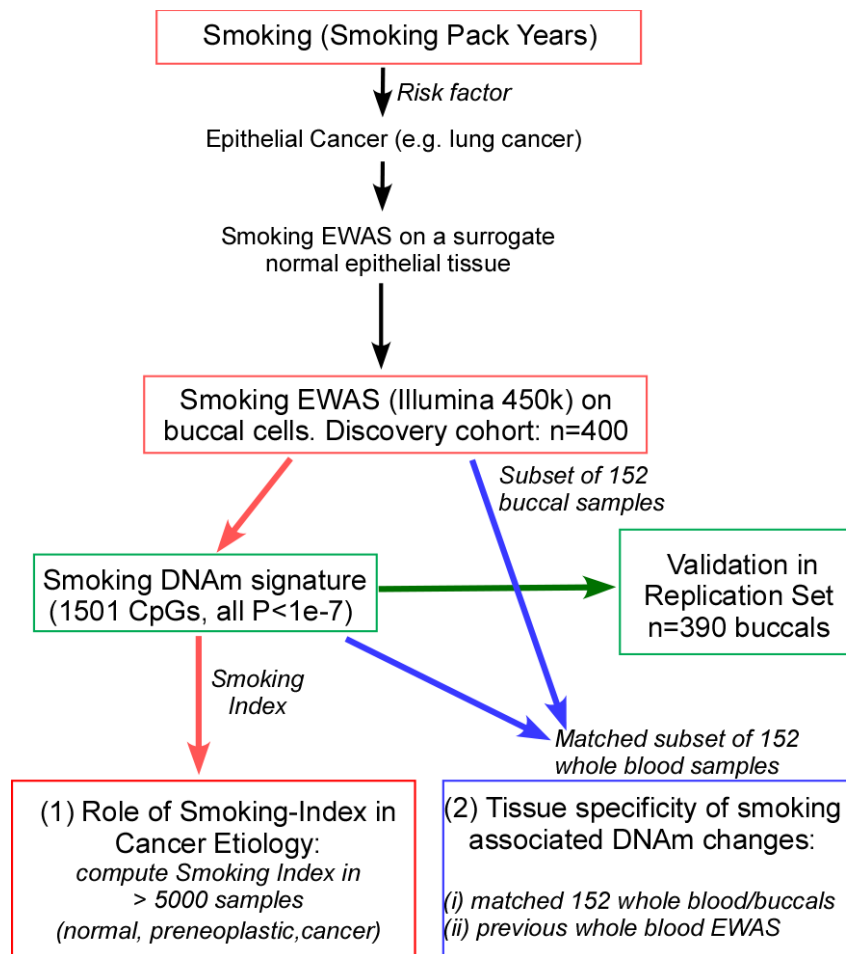 Smoking (Smoking Pack Years)
Risk factor
Epithelial Cancer (e.g. lung cancer)
Smoking EWAS on a surrogate
normal epithelial tissue
Smoking EWAS (Illumina 450k) on
buccal cells. Discovery cohort: n=400
Subset of 152
buccal samples
Smoking DNAm signature
(1501 CpGs, all P<1e-7)
Validation in
Replication Set
n=390 buccals
Smoking
Index
Matched subset of 152
whole blood samples
(1) Role of Smoking-Index in
Cancer Etiology:
compute Smoking Index in
> 5000 samples
(normal, preneoplastic,cancer)
(2) Tissue specificity of smoking
associated DNAm changes:
(i) matched 152 whole blood/buccals
(ii) previous whole blood EWAS